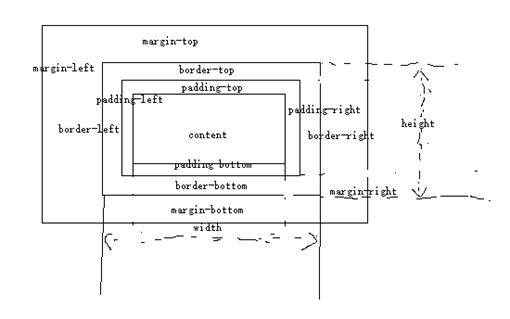 margin-top
margin-left
border-top
padding-top
padding-left
padding-right
border-left
content
border-right
height
padding bottom
border-bottom
margin-right
margin-bottom
width